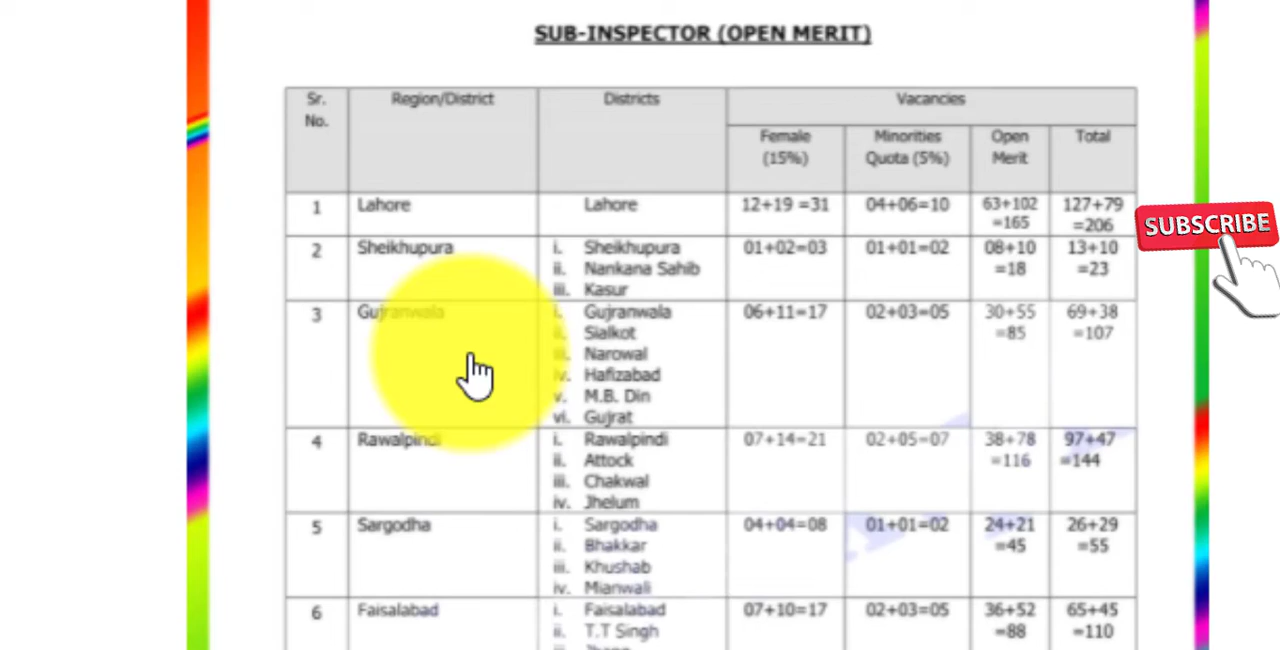 SUB-INSPECTOR (OPEN MERIT)
Sr. No. Region/District Districts Vacancies
Female (15%) Minorities Quota (5%) Open Merit Total
1 Lahore Lahore 12+19 =31 04+06=10 63+102 =165 127+79 =206
SUBSCRIBE
2 Sheikhupura i. Sheikhupura 01+02=03 01+01=02 08+10 =18 13+10 =23
ii. Nankana Sahib
iii. Kasur
3 Gujranwala i. Gujranwala 06+11=17 02+03=05 30+55 =85 69+38 =107
ii. Sialkot
iii. Narowal
iv. Hafizabad
v. M.B. Din
vi. Gujrat
4 Rawalpindi i. Rawalpindi 07+14=21 02+05=07 38+78 =116 97+47 =144
ii. Attock
iii. Chakwal
iv. Jhelum
5 Sargodha i. Sargodha 04+04=08 01+01=02 24+21 =45 26+29 =55
ii. Bhakkar
iii. Khushab
iv. Mianwali
6 Faisalabad i. Faisalabad 07+10=17 02+03=05 36+52 =88 65+45 =110
ii. T.T Singh